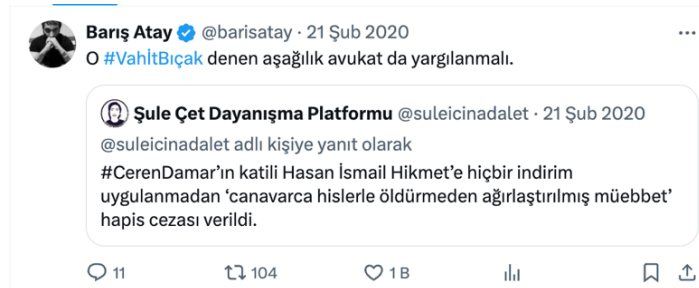 Barış Atay @barisatay · 21 Şub 2020
O #VahİtBıçak denen aşağılık avukat da yargılanmalı.
Şule Çet Dayanışma Platformu @suleicinadalet · 21 Şub 2020
@suleicinadalet adlı kişiye yanıt olarak
#CerenDamar’ın katili Hasan İsmail Hikmet’e hiçbir indirim
uygulanmadan ‘canavarca hislerle öldürmeden ağırlaştırılmış müebbet’
hapis cezası verildi.
11 104 1 B